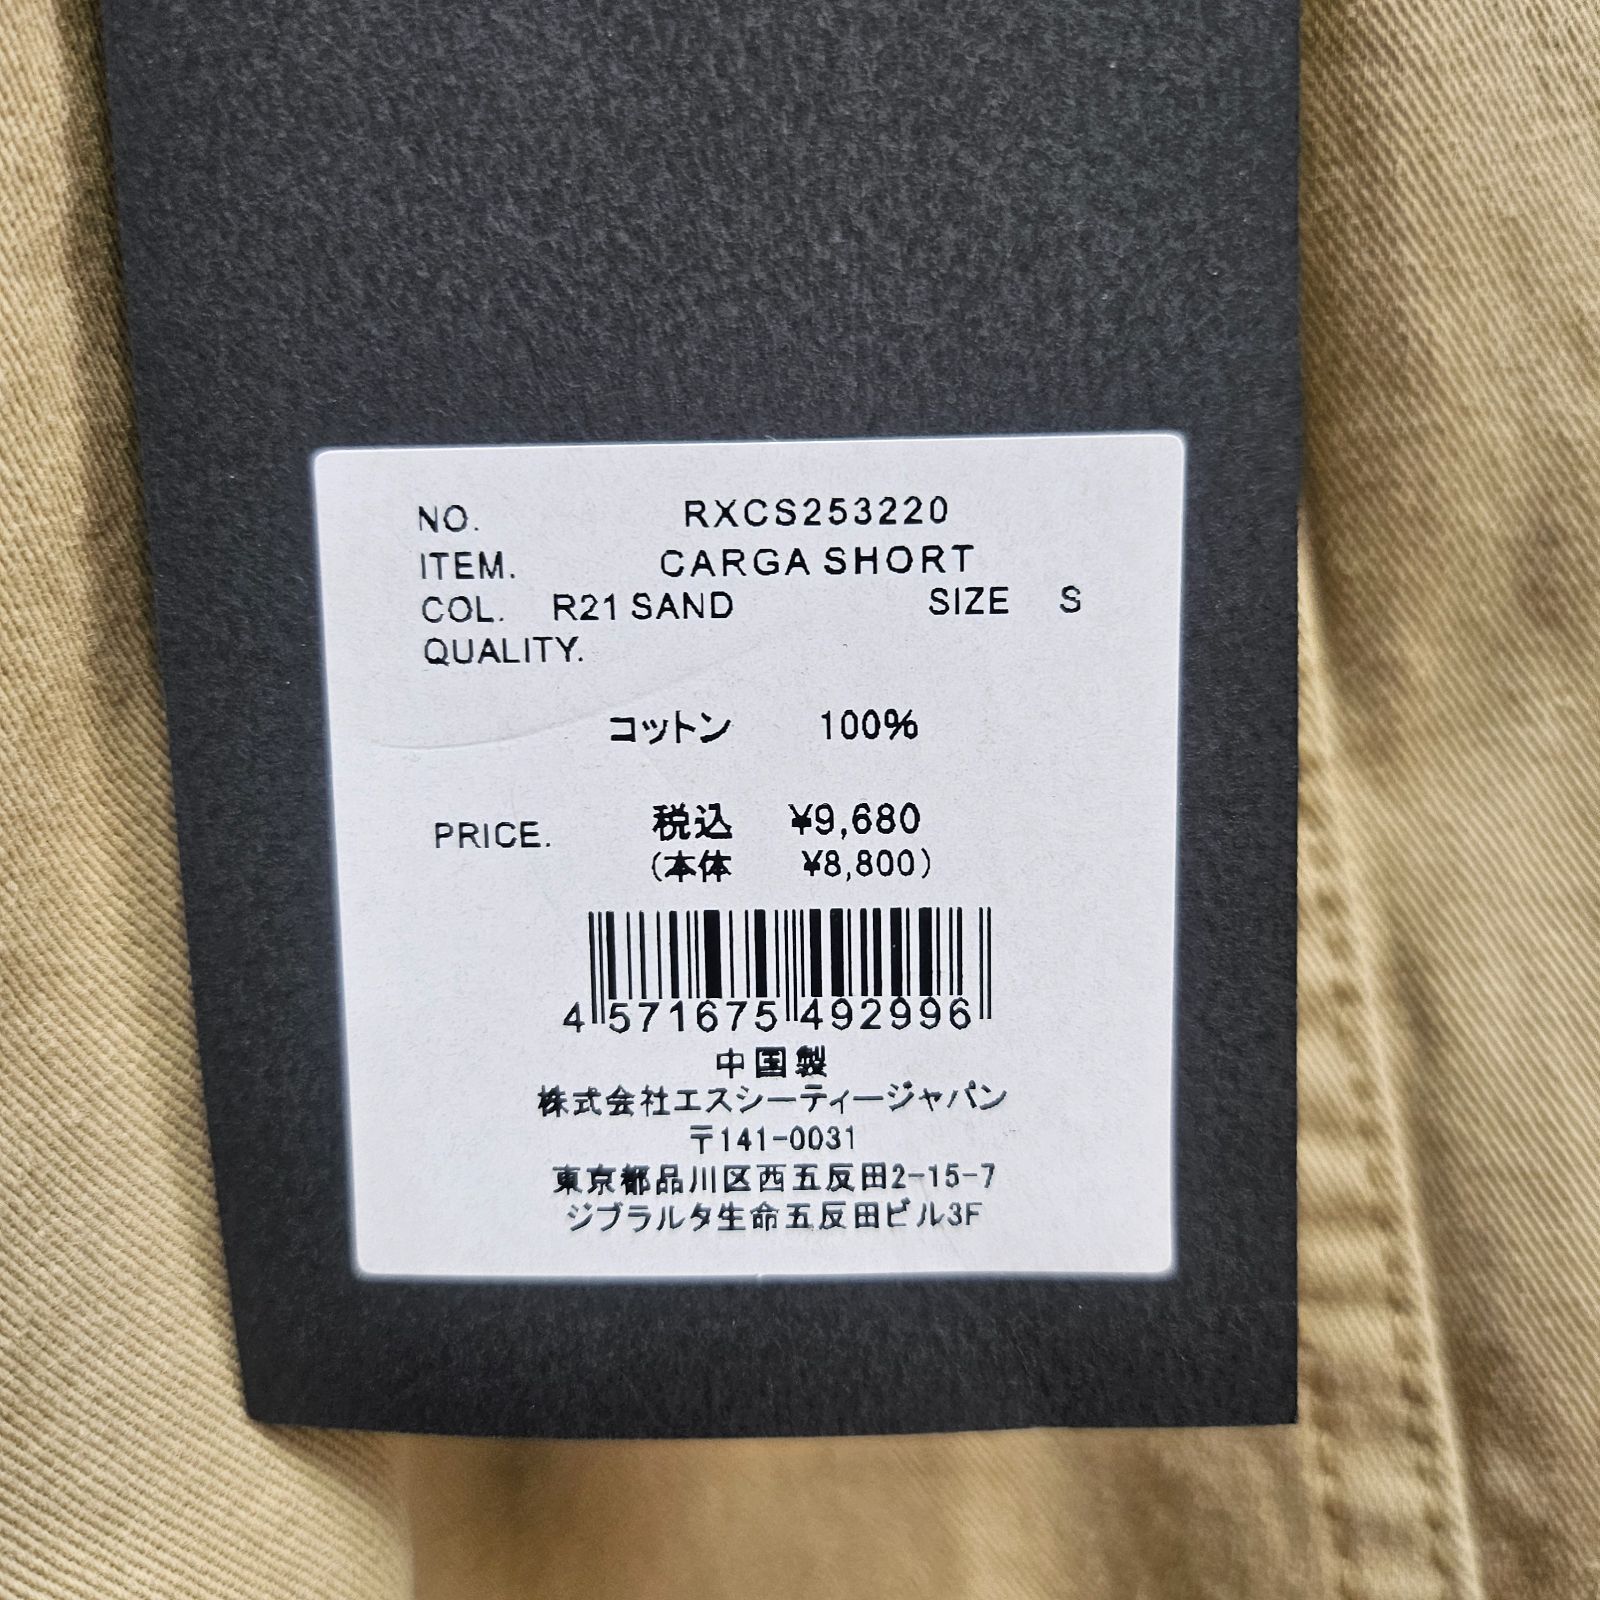 NO. RXCS253220
ITEM. CARGA SHORT
COL. R21 SAND SIZE S
QUALITY.
コットン 100%
PRICE. 税込 ¥9,680
(本体 ¥8,800)
4 571675 492996
中国製
株式会社エスシーティージャパン
〒141-0031
東京都品川区西五反田2-15-7
ジブラルタ生命五反田ビル3F